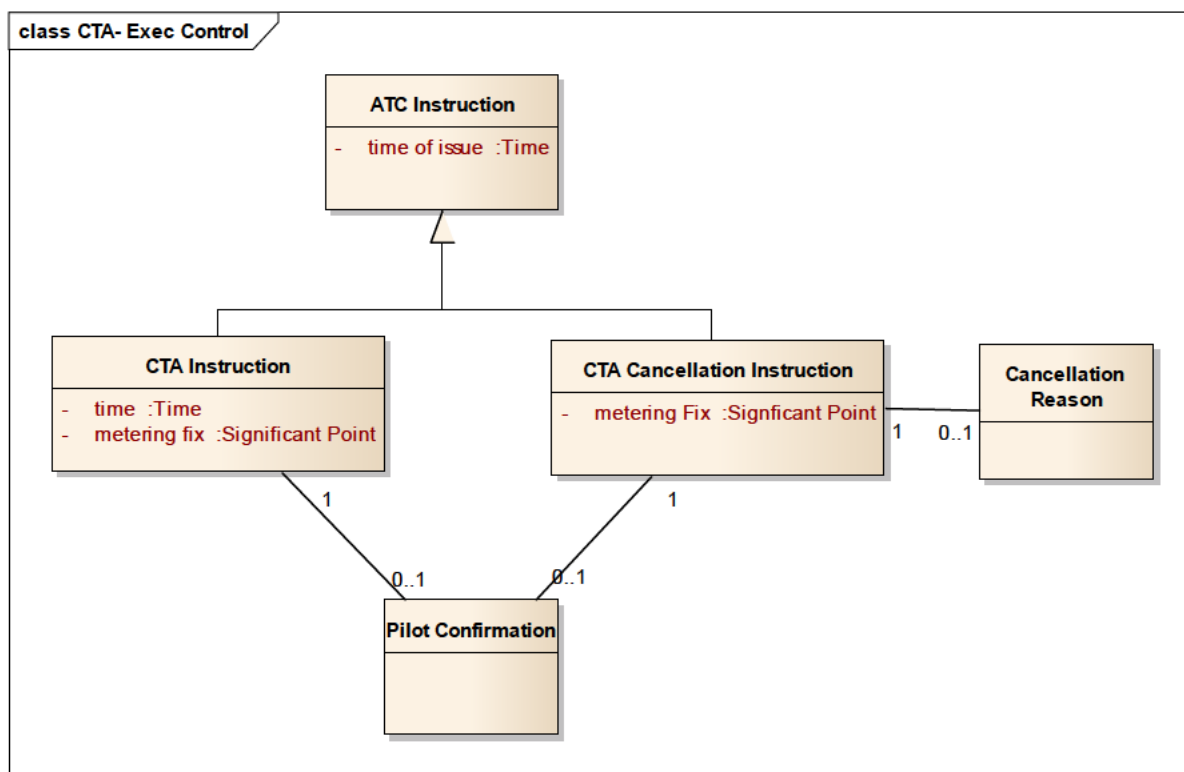 class CTA- Exec Control
ATC Instruction
- time of issue :Time
CTA Instruction
- time :Time
- metering fix :Significant Point
CTA Cancellation Instruction
- metering Fix :Signficant Point
Cancellation
Reason
1
0..1
1
1
0..1
0..1
Pilot Confirmation